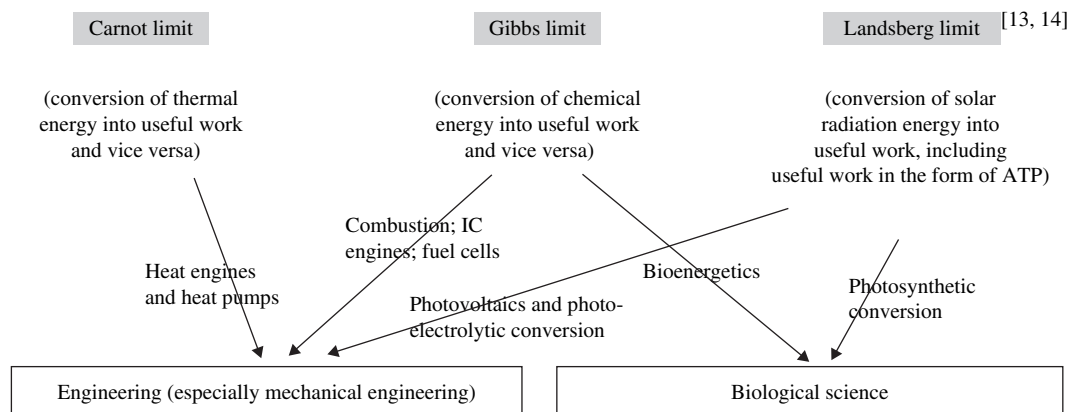 Carnot limit
Gibbs limit
Landsberg limit [13, 14]
(conversion of thermal
energy into useful work
and vice versa)
(conversion of chemical
energy into useful work
and vice versa)
(conversion of solar
radiation energy into
useful work, including
useful work in the form of ATP)
Combustion; IC
engines; fuel cells
Heat engines
and heat pumps
Bioenergetics
Photosynthetic
conversion
Photovoltaics and photo-
electrolytic conversion
Engineering (especially mechanical engineering)
Biological science